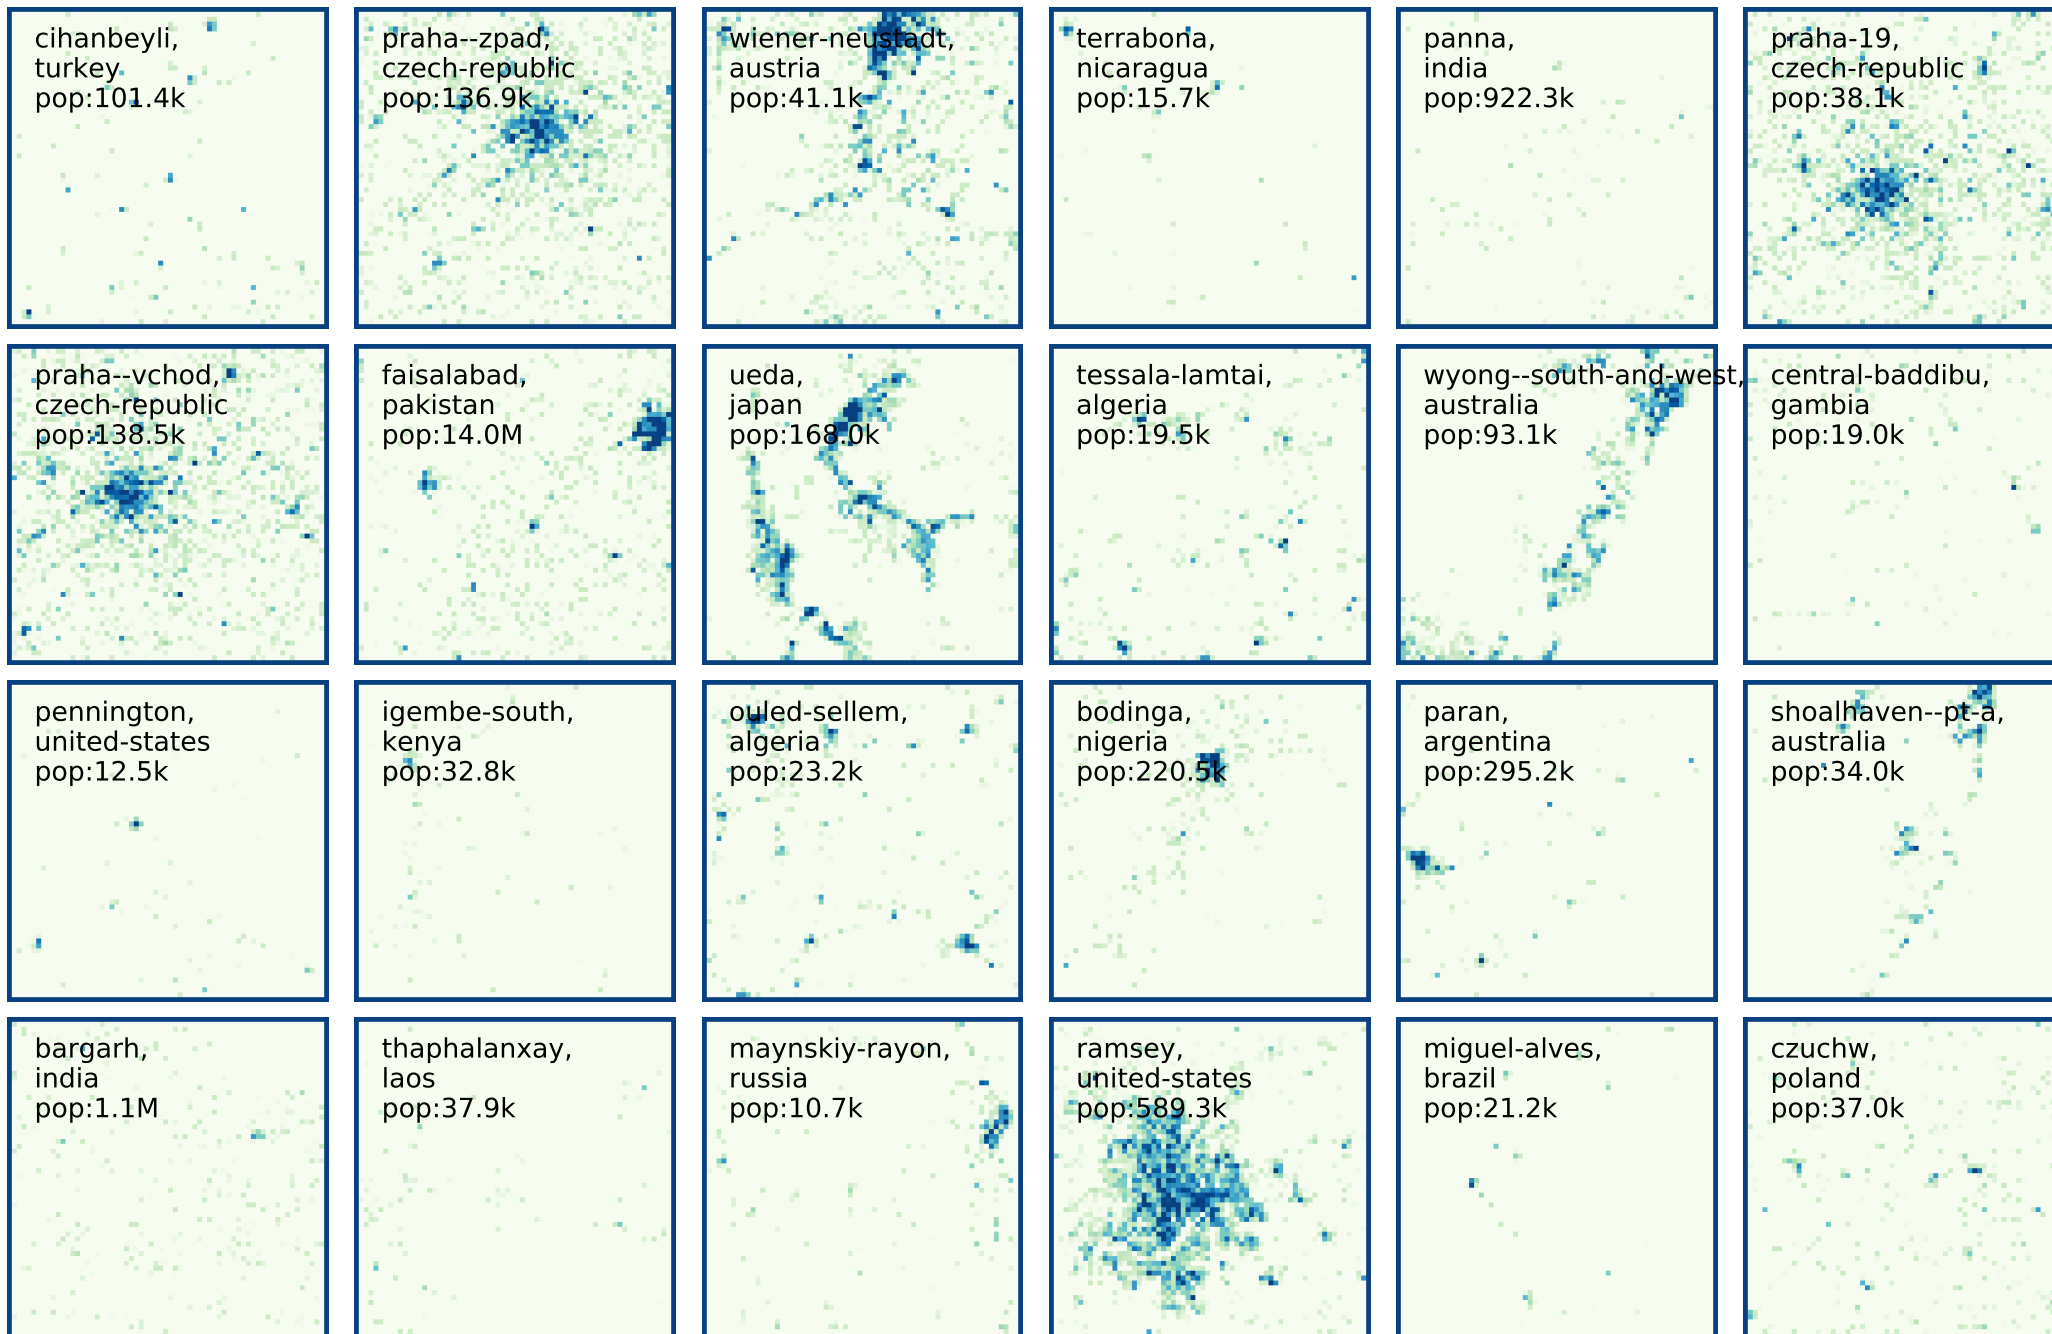 cihanbeyli,
turkey
pop:101.4k
praha--zpad,
czech-republic
pop:136.9k
wiener-neustadt,
austria
pop:41.1k
terrabona,
nicaragua
pop:15.7k
panna,
india
pop:922.3k
praha-19,
czech-republic
pop:38.1k
praha--vchod,
czech-republic
pop:138.5k
faisalabad,
pakistan
pop:14.0M
ueda,
japan
pop:168.0k
tessala-lamtai,
algeria
pop:19.5k
wyong--south-and-west,
australia
pop:93.1k
central-baddibu,
gambia
pop:19.0k
pennington,
united-states
pop:12.5k
igembe-south,
kenya
pop:32.8k
ouled-sellem,
algeria
pop:23.2k
bodinga,
nigeria
pop:220.5k
paran,
argentina
pop:295.2k
shoalhaven--pt-a,
australia
pop:34.0k
bargarh,
india
pop:1.1M
thaphalanxay,
laos
pop:37.9k
maynskiy-rayon,
russia
pop:10.7k
ramsey,
united-states
pop:589.3k
miguel-alves,
brazil
pop:21.2k
czuchw,
poland
pop:37.0k